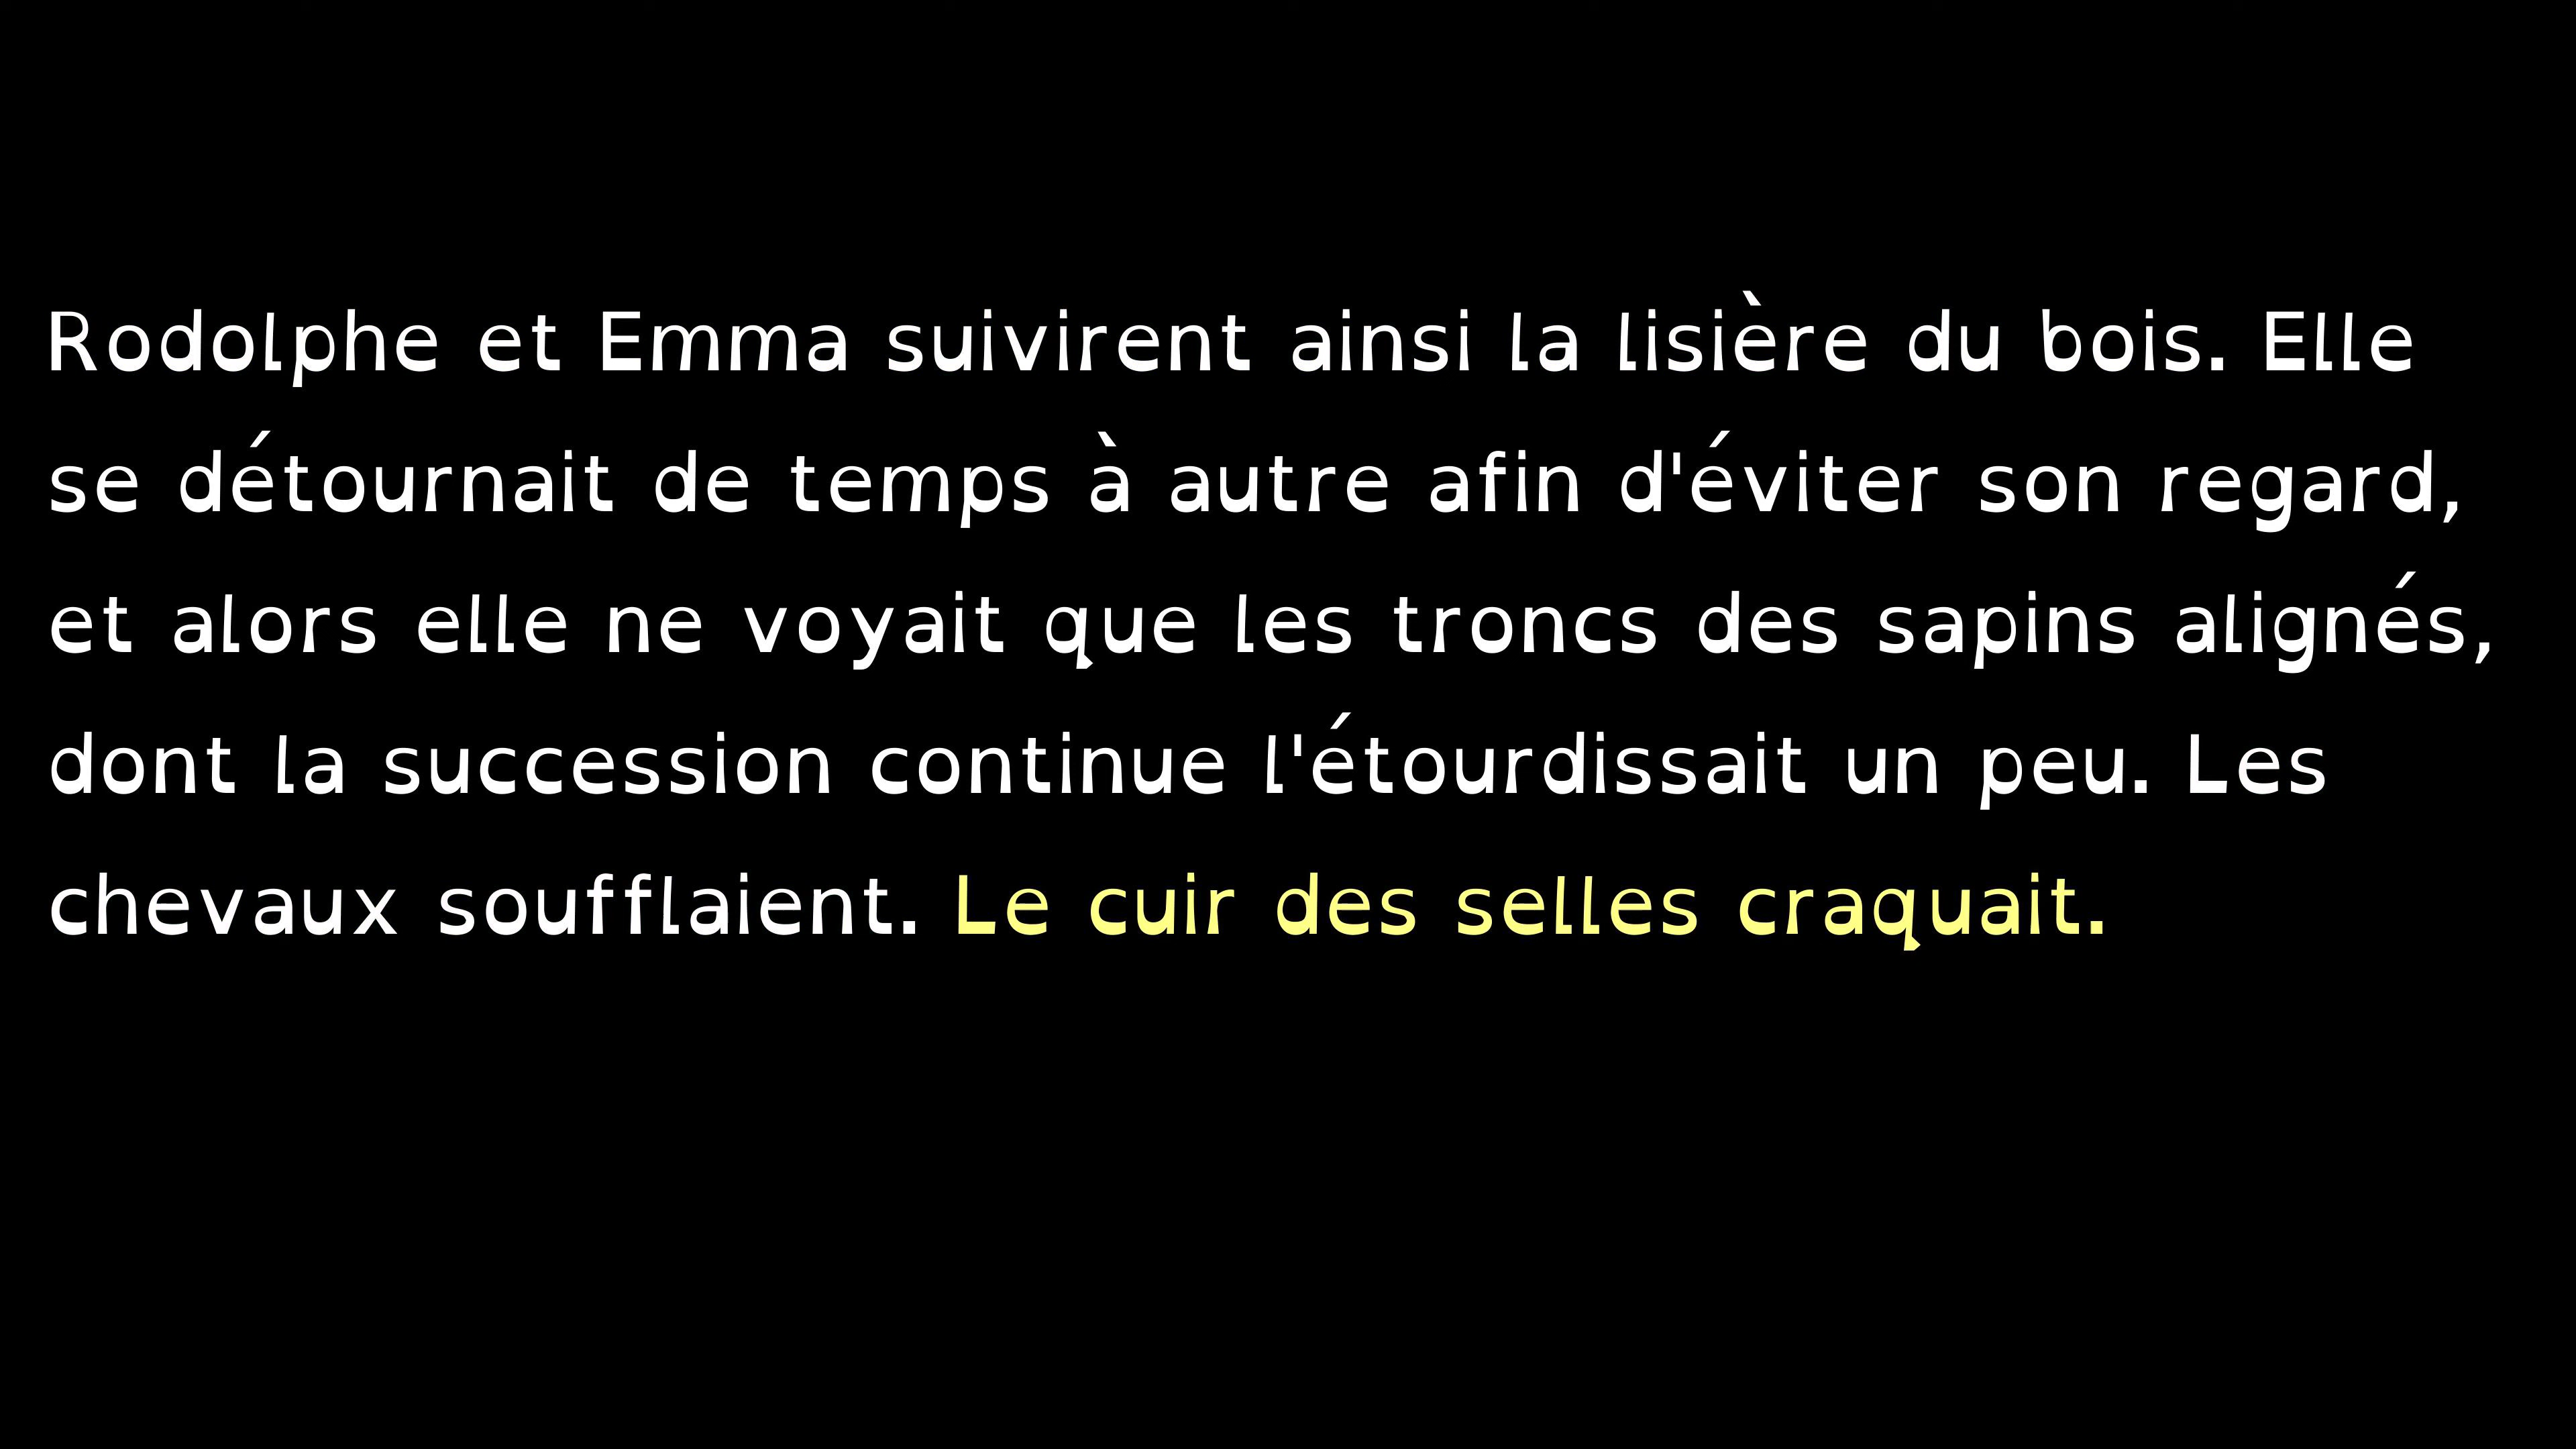 Rodolphe et Emma suivirent ainsi la lisière du bois. Elle
se détournait de temps à autre afin d'éviter son regard,
et alors elle ne voyait que les troncs des sapins alignés,
dont la succession continue l'étourdissait un peu. Les
chevaux soufflaient. Le cuir des selles craquait.